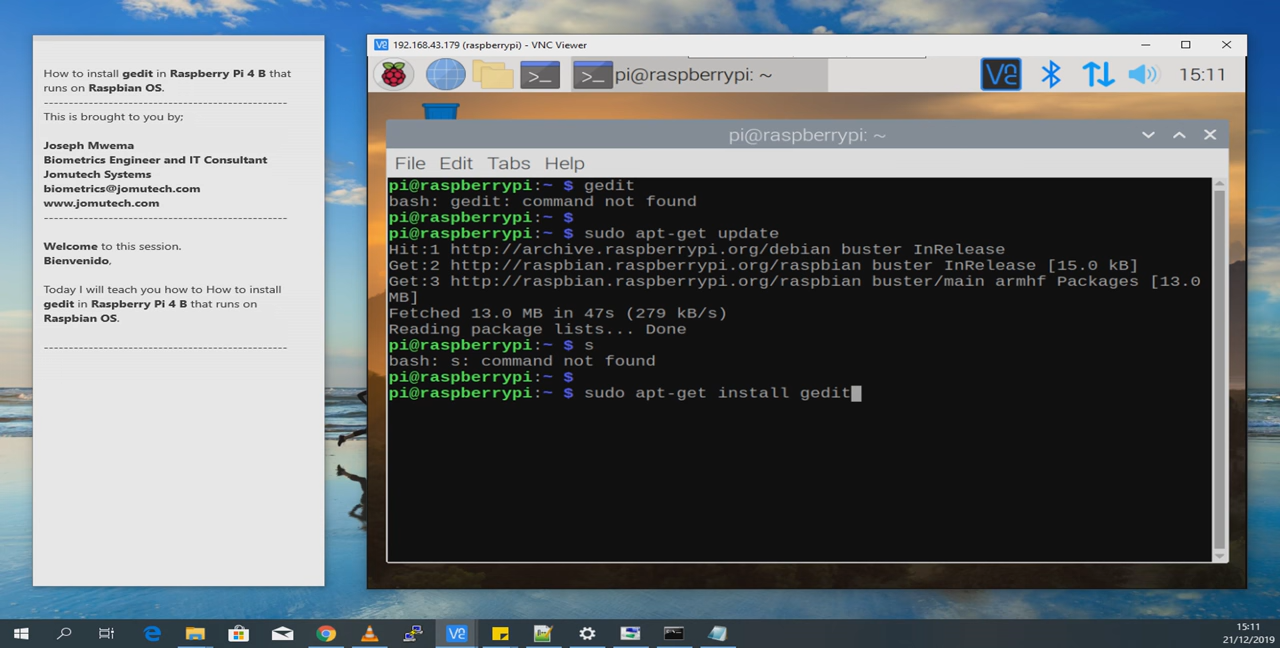 How to install gedit in Raspberry Pi 4 B that
runs on Raspbian OS.
-----------------------------------------------
This is brought to you by;
Joseph Mwema
Biometrics Engineer and IT Consultant
Jomutech Systems
biometrics@jomutech.com
www.jomutech.com
-----------------------------------------------
Welcome to this session.
Bienvenido,
Today I will teach you how to How to install
gedit in Raspberry Pi 4 B that runs on
Raspbian OS.
-----------------------------------------------
192.168.43.179 (raspberrypi) - VNC Viewer
pi@raspberrypi: ~
15:11
pi@raspberrypi: ~
File Edit Tabs Help
pi@raspberrypi:~ $ gedit
bash: gedit: command not found
pi@raspberrypi:~ $
pi@raspberrypi:~ $ sudo apt-get update
Hit:1 http://archive.raspberrypi.org/debian buster InRelease
Get:2 http://raspbian.raspberrypi.org/raspbian buster InRelease [15.0 kB]
Get:3 http://raspbian.raspberrypi.org/raspbian buster/main armhf Packages [13.0
MB]
Fetched 13.0 MB in 47s (279 kB/s)
Reading package lists... Done
pi@raspberrypi:~ $ s
bash: s: command not found
pi@raspberrypi:~ $
pi@raspberrypi:~ $ sudo apt-get install gedit
15:11
21/12/2019